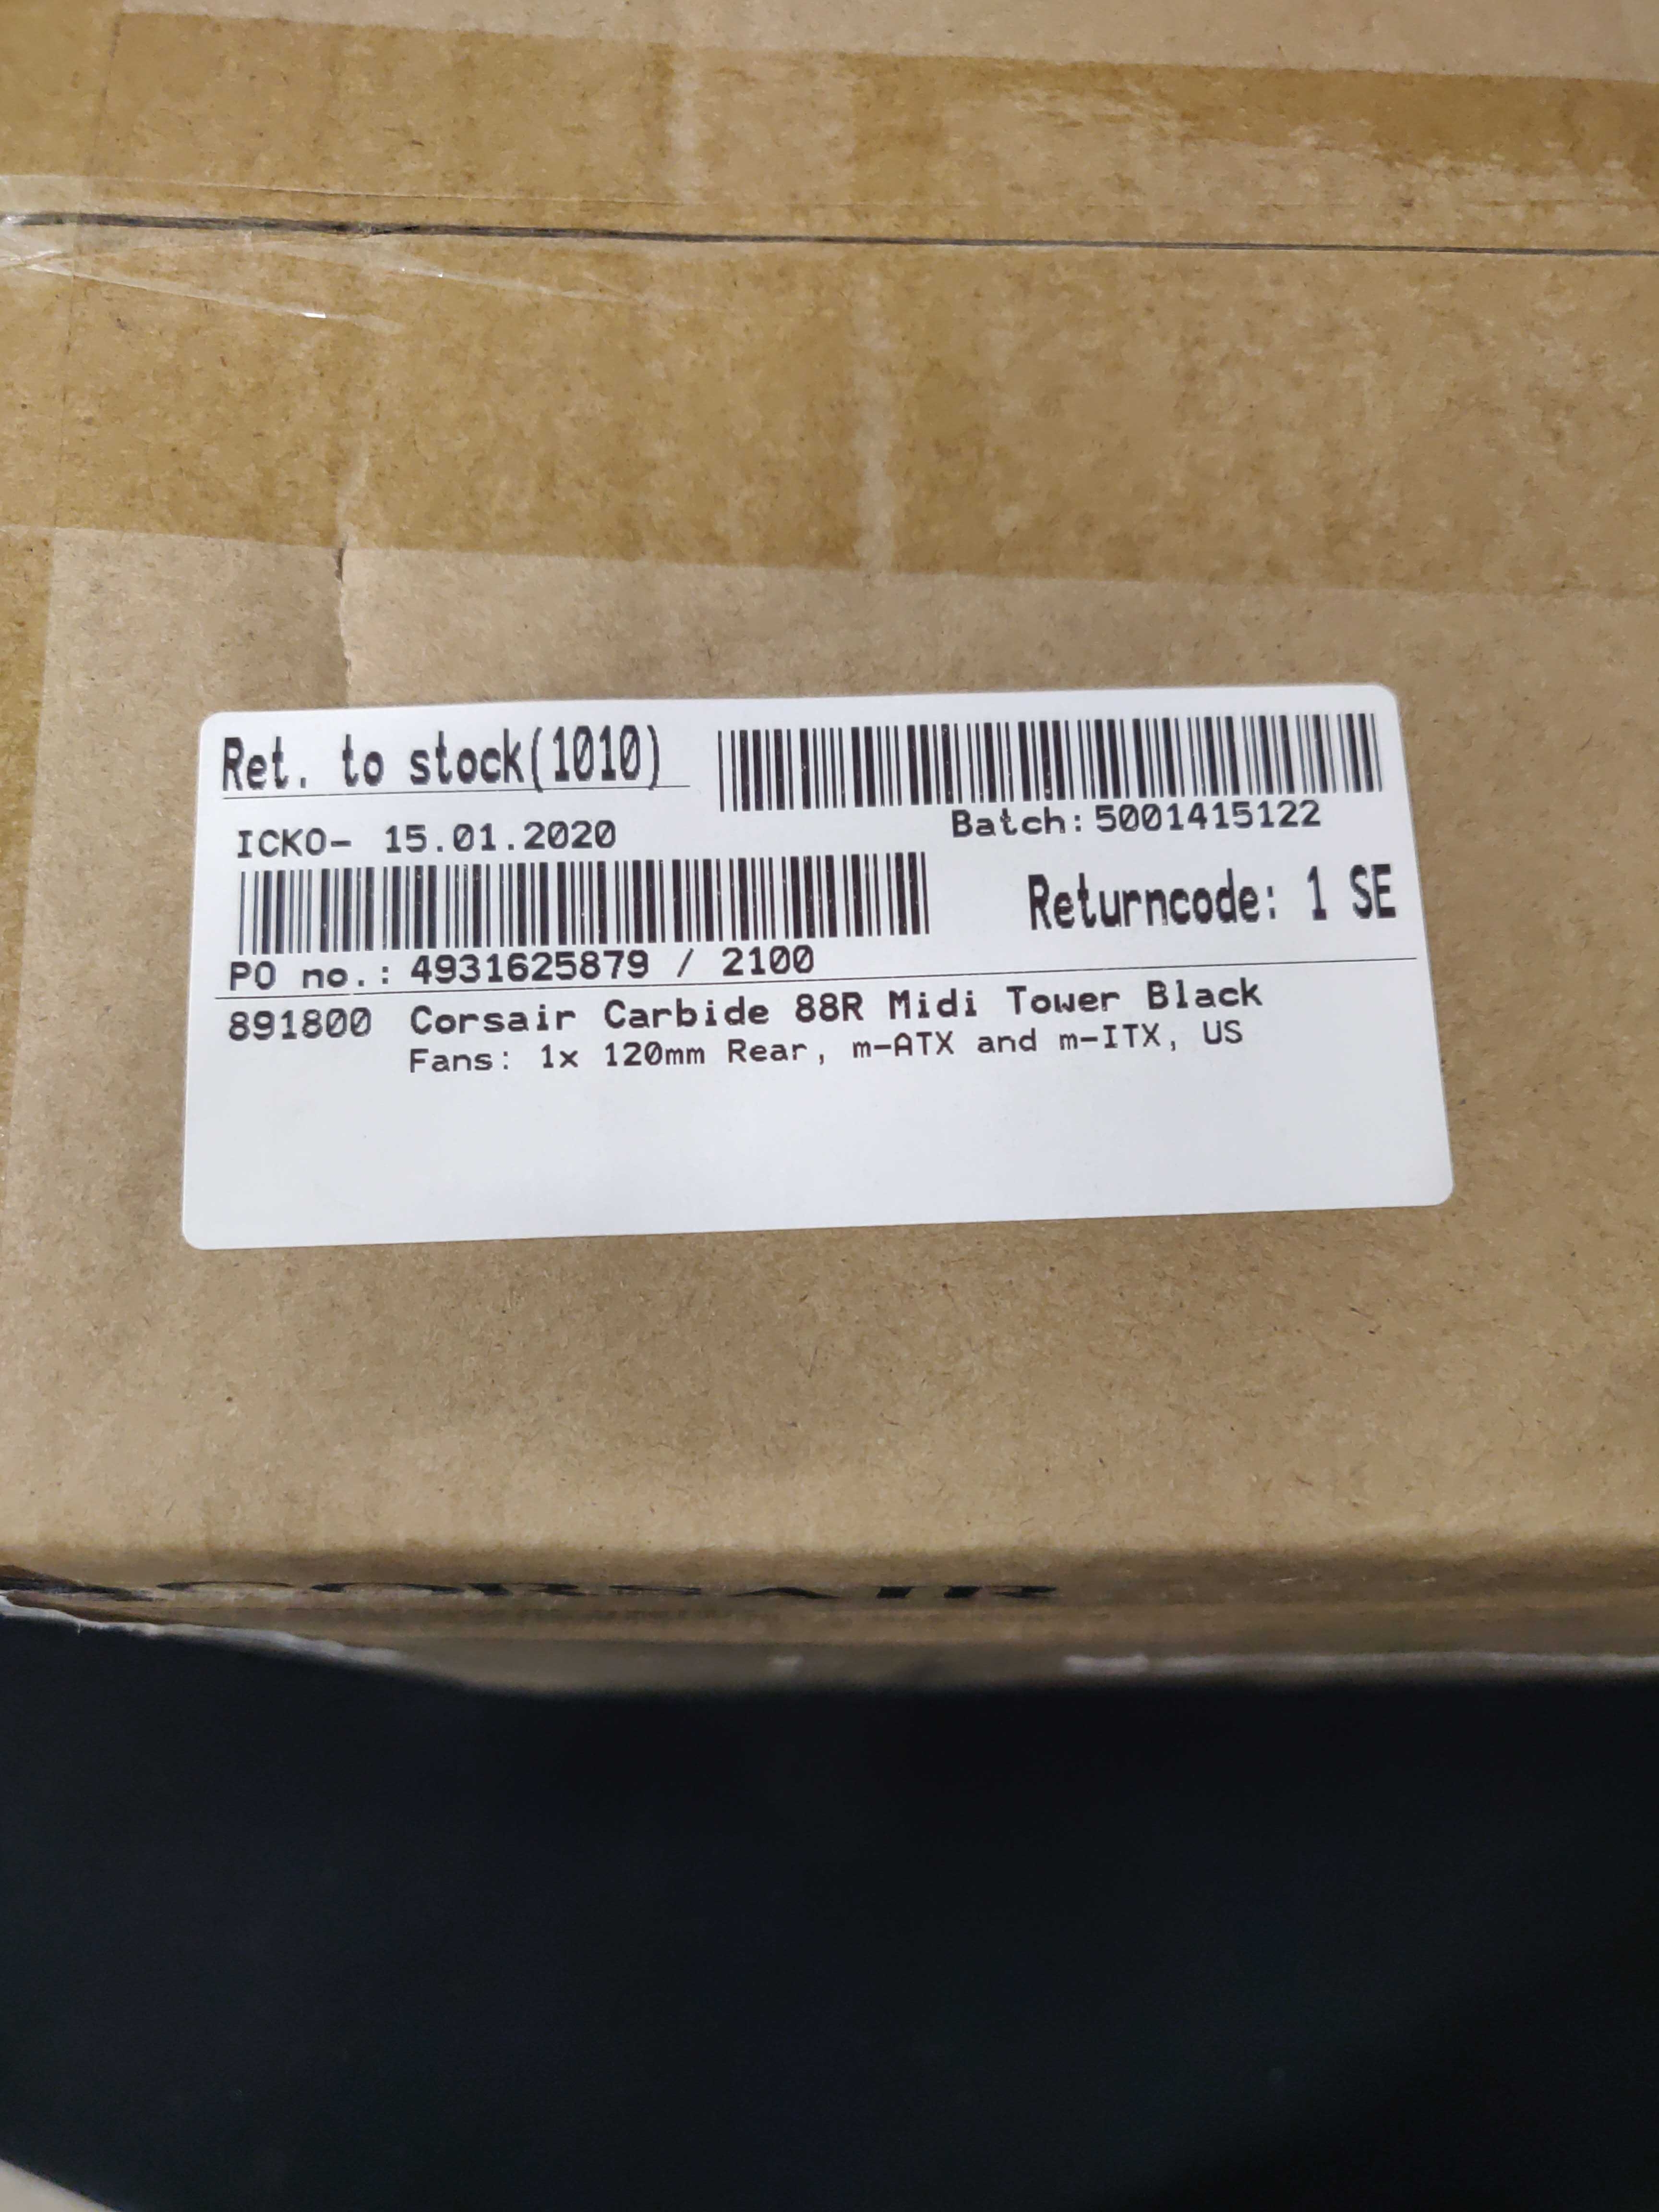 Ret. to stock(1010)
ICKO- 15.01.2020
Batch:5001415122
Returncode: 1 SE
PO no.: 4931625879 / 2100
891800 Corsair Carbide 88R Midi Tower Black
Fans: 1x 120mm Rear, m-ATX and m-ITX, US
CORSAIR